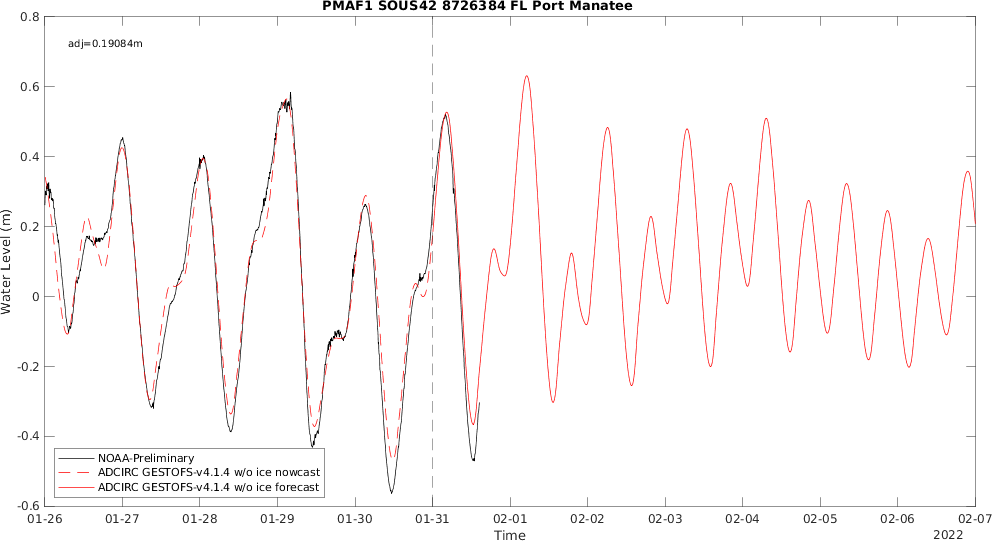 PMAF1 SOUS42 8726384 FL Port Manatee
adj=0.19084m
0.8
0.6
0.4
0.2
0
-0.2
-0.4
-0.6
Water Level (m)
NOAA-Preliminary
ADCIRC GESTOFS-v4.1.4 w/o ice nowcast
ADCIRC GESTOFS-v4.1.4 w/o ice forecast
01-26 01-27 01-28 01-29 01-30 01-31 02-01 02-02 02-03 02-04 02-05 02-06 02-07
Time
2022